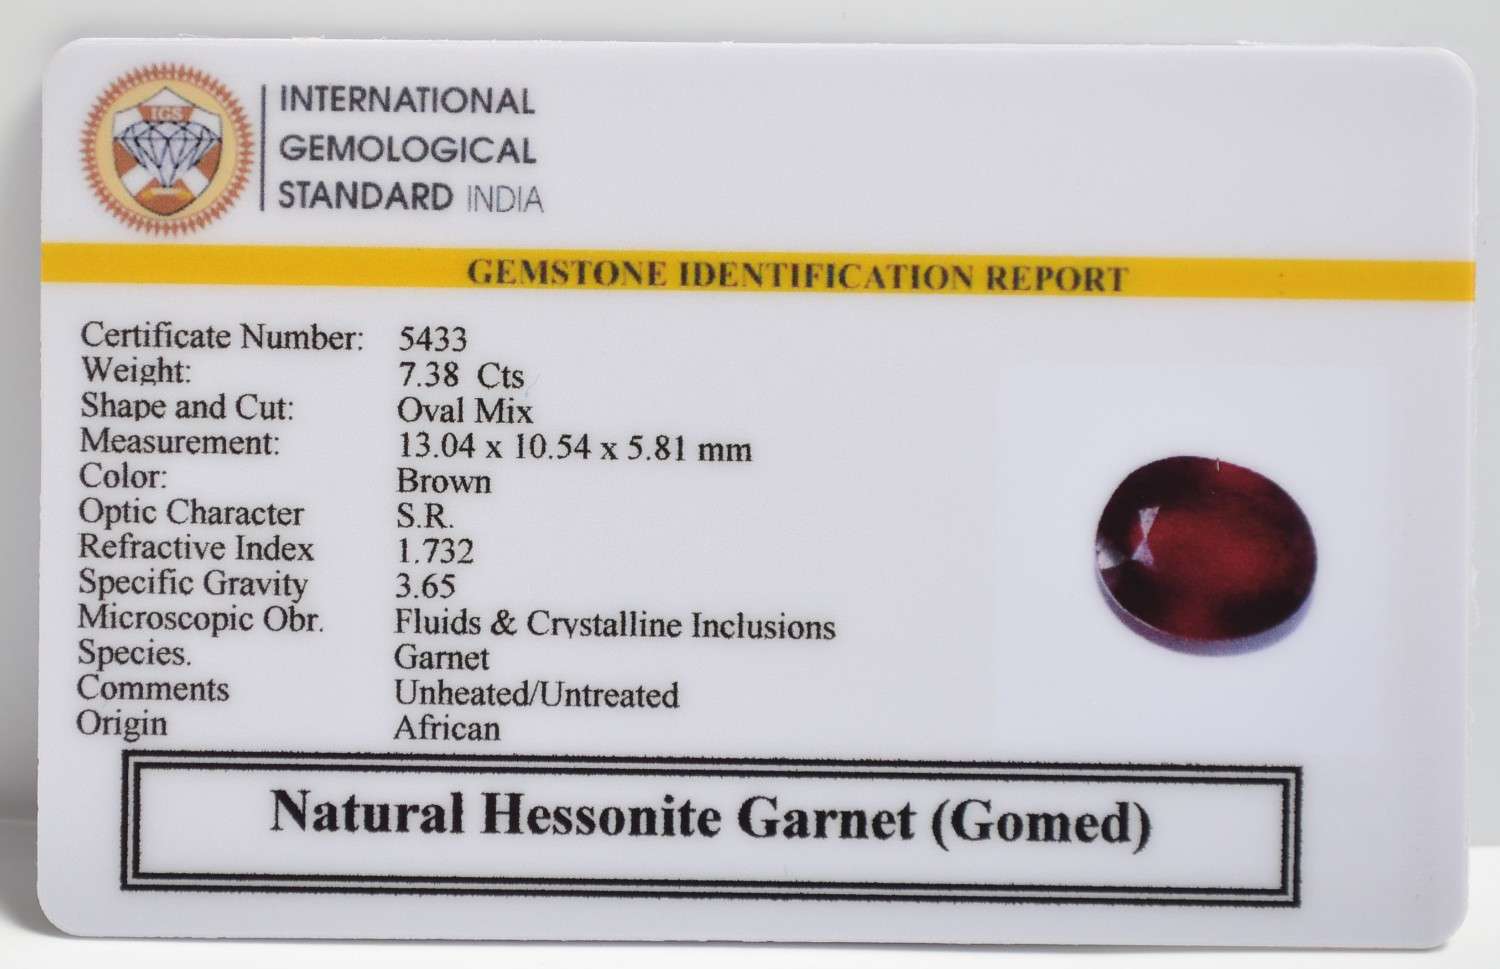 IGS
INTERNATIONAL
GEMOLOGICAL
STANDARD INDIA
GEMSTONE IDENTIFICATION REPORT
Certificate Number: 5433
Weight: 7.38 Cts
Shape and Cut: Oval Mix
Measurement: 13.04 x 10.54 x 5.81 mm
Color: Brown
Optic Character S.R.
Refractive Index 1.732
Specific Gravity 3.65
Microscopic Obr. Fluids & Crystalline Inclusions
Species. Garnet
Comments Unheated/Untreated
Origin African
Natural Hessonite Garnet (Gomed)